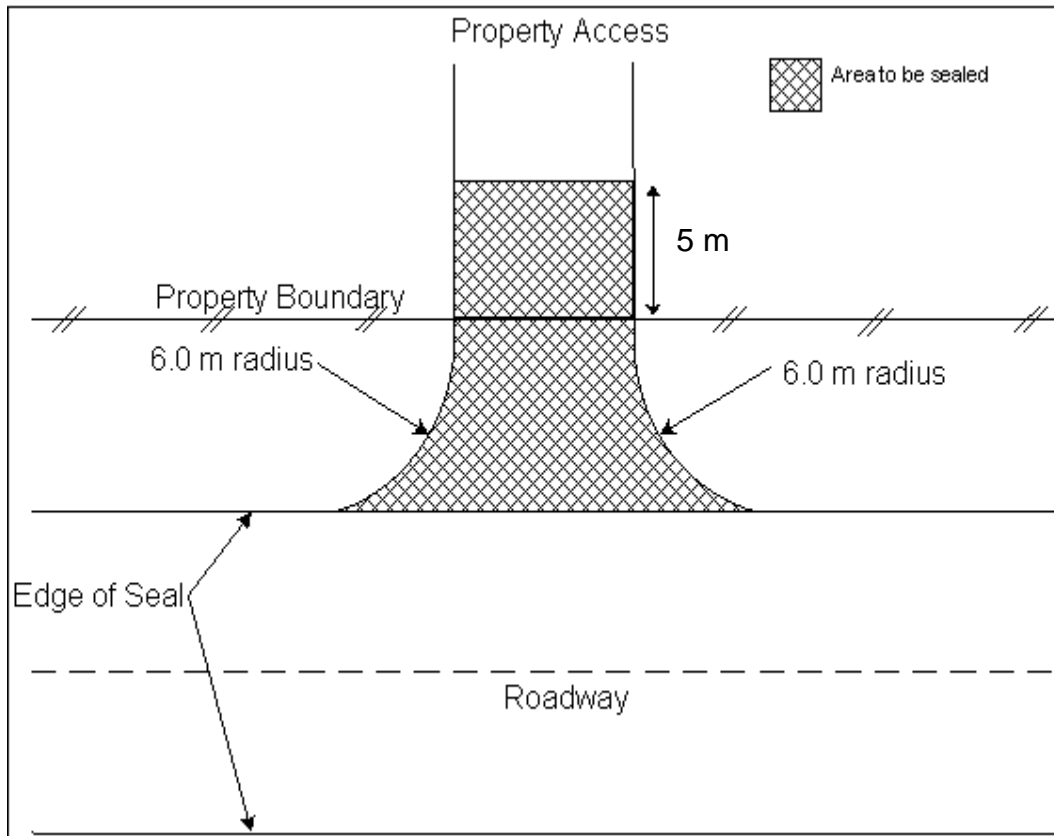 Property Access
Area to be sealed
5 m
Property Boundary
6.0 m radius
6.0 m radius
Edge of Seal
Roadway